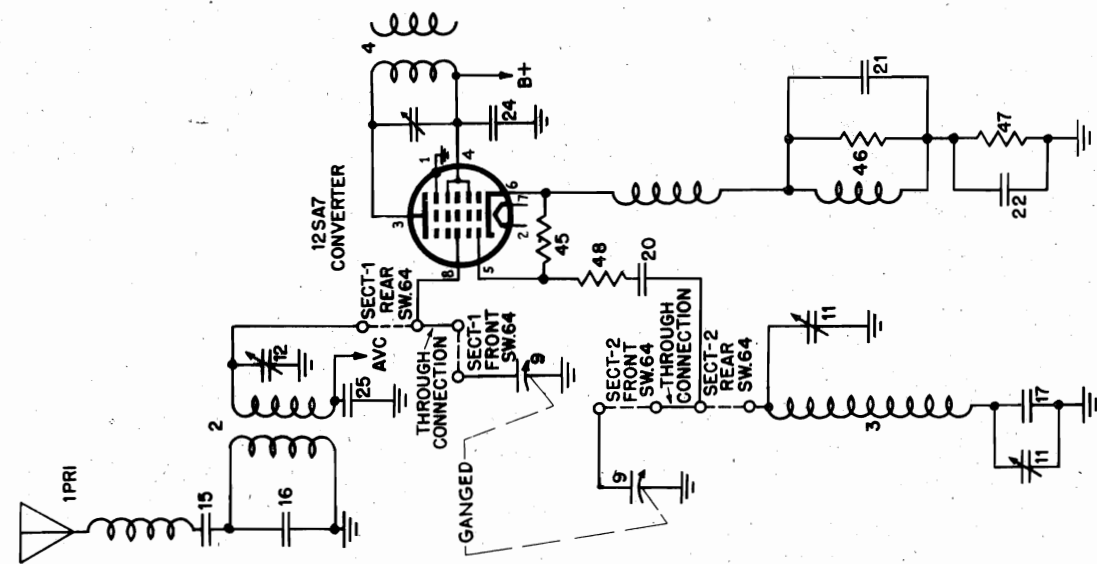 1 PRI
15
16
2
12
25
AVC
SECT-1
REAR
SW.64
THROUGH
CONNECTION
SECT-1
FRONT
SW.64
9
GANGED
12SA7
CONVERTER
3
8
5
1
4
6
7
2
4
B+
24
45
48
20
SECT-2
FRONT
SW.64
THROUGH
CONNECTION
SECT-2
REAR
SW.64
9
11
3
11
17
21
46
47
22